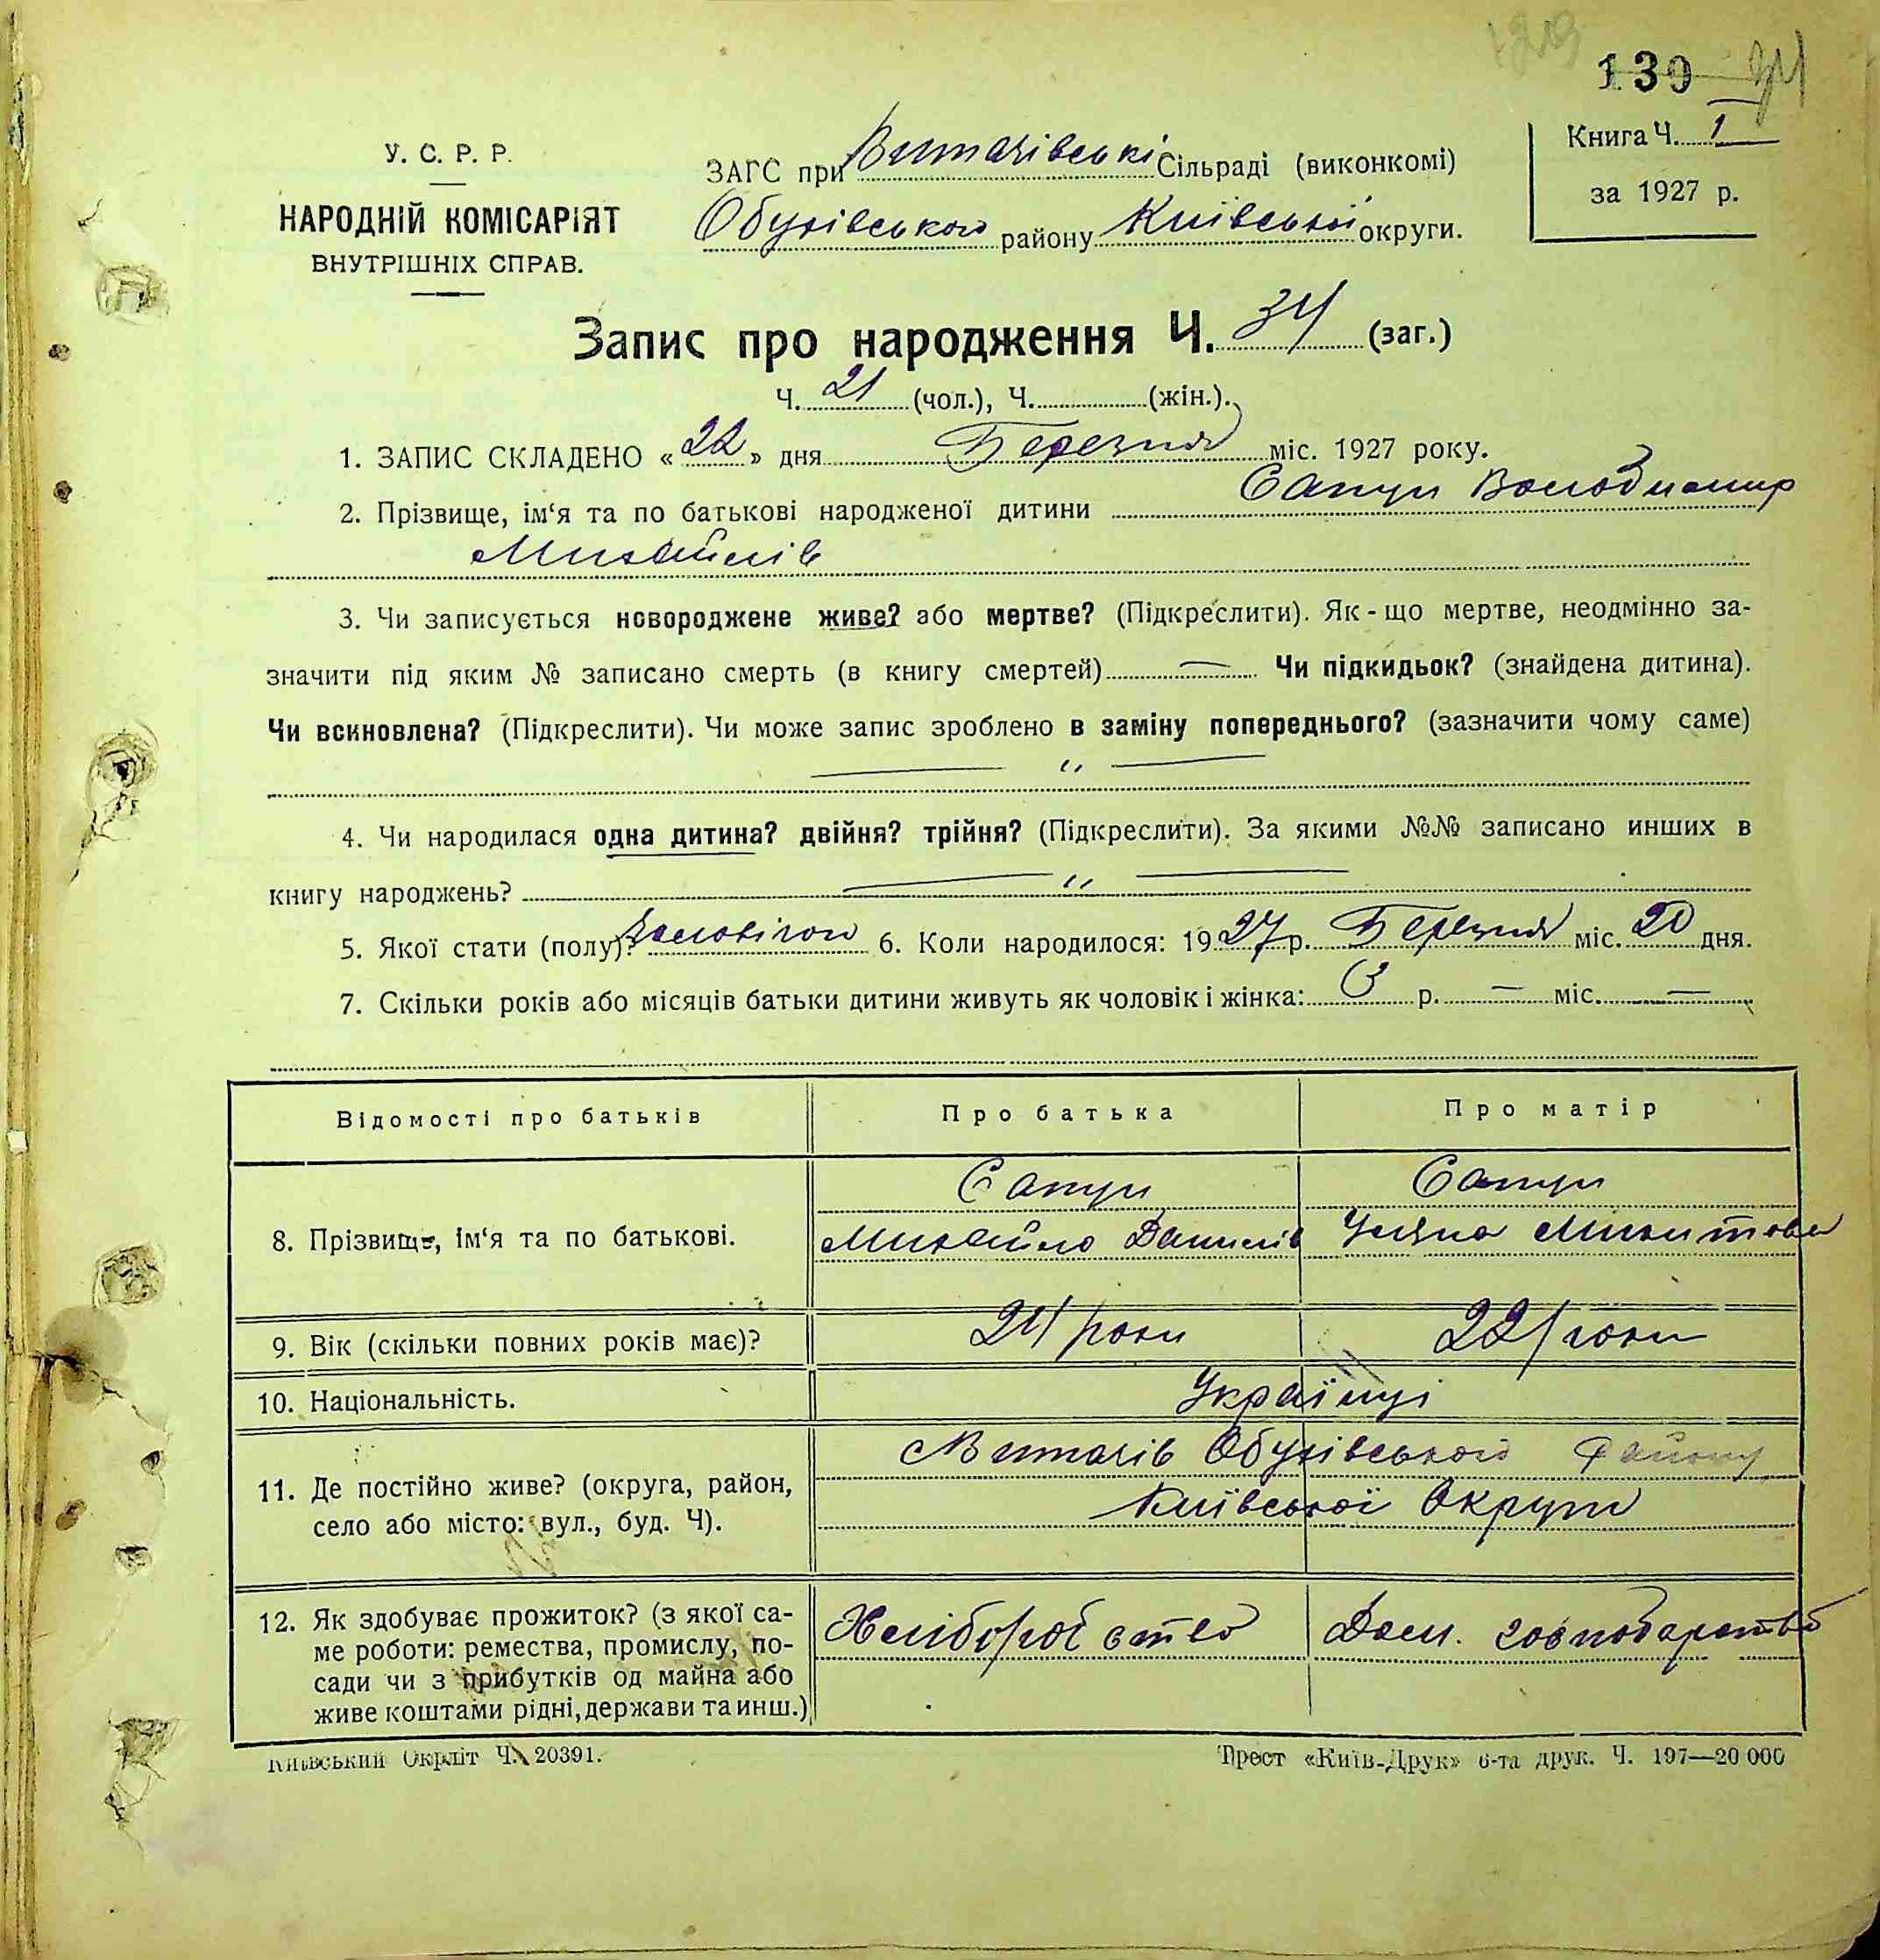 130 34
У. С. Р. Р.
НАРОДНІЙ КОМІСАРІЯТ
ВНУТРІШНІХ СПРАВ.
ЗАГС при Витачівські Сільраді (виконкомі)
Обухівського району Київської округи.
Книга Ч. 1
за 1927 р.
Запис про народження Ч. 34 (заг.)
Ч. 21 (чол.), Ч. (жін.).
1. ЗАПИС СКЛАДЕНО « 22 » дня Березня міс. 1927 року.
2. Прізвище, ім‘я та по батькові народженої дитини Сапун Володимир
Михайлів
3. Чи записується новороджене живе? або мертве? (Підкреслити). Як - що мертве, неодмінно за-
значити під яким № записано смерть (в книгу смертей) — Чи підкидьок? (знайдена дитина).
Чи всиновлена? (Підкреслити). Чи може запис зроблено в заміну попереднього? (зазначити чому саме)
— „ —
4. Чи народилася одна дитина? двійня? трійня? (Підкреслити). За якими №№ записано инших в
книгу народжень? — „ —
5. Якої стати (полу)? 6. Коли народилося: 1927 р. Березня міс. 20 дня.
7. Скільки років або місяців батьки дитини живуть як чоловік і жінка: 3 р. — міс. —
Відомості про батьків Про батька Про матір
Сапун Сапун
8. Прізвище, ім‘я та по батькові. Михайло Данилів Уляна Микитова
9. Вік (скільки повних років має)? 24/роки 22/роки
10. Національність. Українці
11. Де постійно живе? (округа, район, Витачів Обухівського Району
село або місто: вул., буд. Ч). Київської Округи
12. Як здобуває прожиток? (з якої са- Хліборобство Дом. господарство
ме роботи: ремества, промислу, по-
сади чи з прибутків од майна або
живе коштами рідні, держави та инш.)
Київський Окрліт Ч. 20391. Трест «Київ-Друк» 6-та друк. Ч. 197—20 000